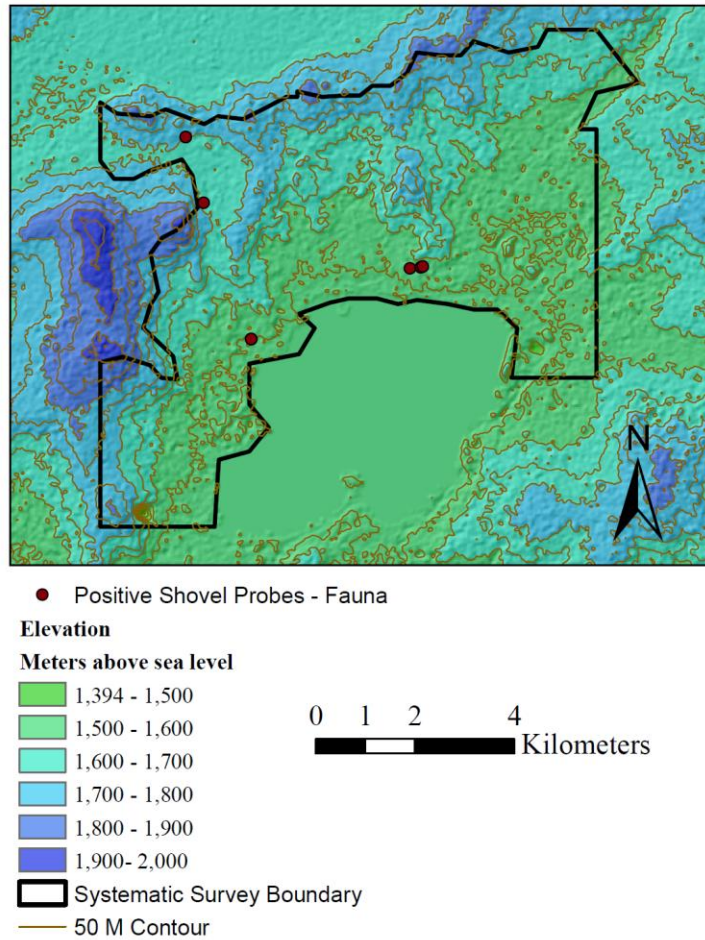 N
Positive Shovel Probes - Fauna
Elevation
Meters above sea level
1,394 - 1,500
1,500 - 1,600
1,600 - 1,700
1,700 - 1,800
1,800 - 1,900
1,900- 2,000
Systematic Survey Boundary
50 M Contour
0 1 2 4
Kilometers